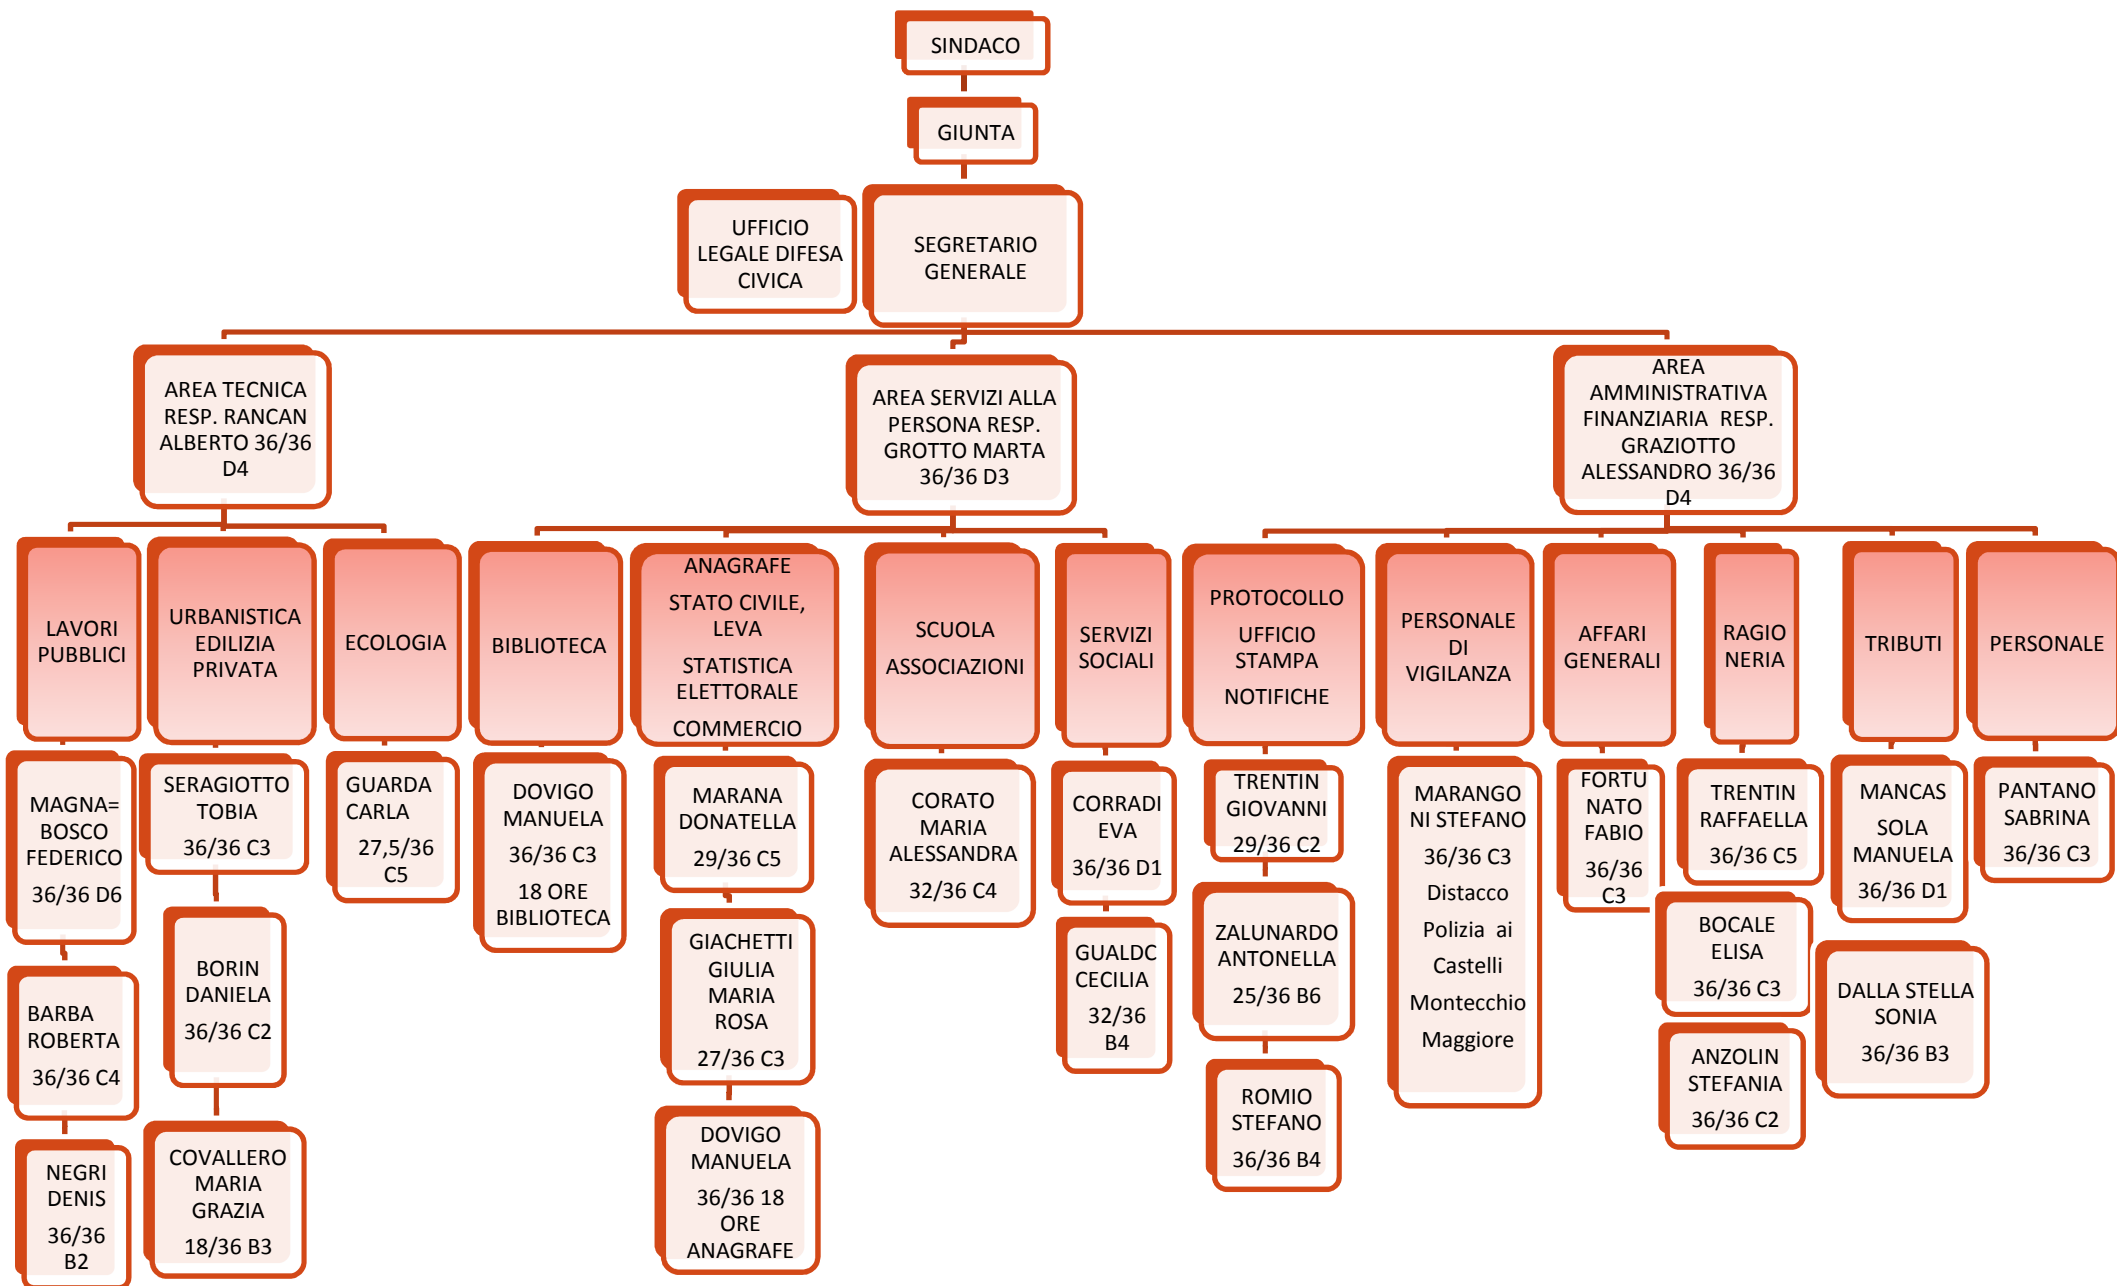 SINDACO
GIUNTA
UFFICIO
LEGALE DIFESA
CIVICA
SEGRETARIO
GENERALE
AREA TECNICA
RESP. RANCAN
ALBERTO 36/36
D4
AREA SERVIZI ALLA
PERSONA RESP.
GROTTO MARTA
36/36 D3
AREA
AMMINISTRATIVA
FINANZIARIA RESP.
GRAZIOTTO
ALESSANDRO 36/36
D4
LAVORI
PUBBLICI
URBANISTICA
EDILIZIA
PRIVATA
ECOLOGIA
BIBLIOTECA
ANAGRAFE
STATO CIVILE,
LEVA
STATISTICA
ELETTORALE
COMMERCIO
SCUOLA
ASSOCIAZIONI
SERVIZI
SOCIALI
PROTOCOLLO
UFFICIO
STAMPA
NOTIFICHE
PERSONALE
DI
VIGILANZA
AFFARI
GENERALI
RAGIO
NERIA
TRIBUTI
PERSONALE
MAGNA=
BOSCO
FEDERICO
36/36 D6
BARBA
ROBERTA
36/36 C4
NEGRI
DENIS
36/36
B2
SERAGIOTTO
TOBIA
36/36 C3
BORIN
DANIELA
36/36 C2
COVALLERO
MARIA
GRAZIA
18/36 B3
GUARDA
CARLA
27,5/36
C5
DOVIGO
MANUELA
36/36 C3
18 ORE
BIBLIOTECA
MARANA
DONATELLA
29/36 C5
GIACHETTI
GIULIA
MARIA
ROSA
27/36 C3
DOVIGO
MANUELA
36/36 18
ORE
ANAGRAFE
CORATO
MARIA
ALESSANDRA
32/36 C4
CORRADI
EVA
36/36 D1
CECILIA
32/36
B4
TRENTIN
GIOVANNI
29/36 C2
ZALUNARDO
ANTONELLA
25/36 B6
ROMIO
STEFANO
36/36 B4
MARANGO
NI STEFANO
36/36 C3
Distacco
Polizia ai
Castelli
Montecchio
Maggiore
FORTU
NATO
FABIO
36/36
C3
TRENTIN
RAFFAELLA
36/36 C5
BOCALE
ELISA
36/36 C3
ANZOLIN
STEFANIA
36/36 C2
MANCAS
SOLA
MANUELA
36/36 D1
DALLA STELLA
SONIA
36/36 B3
PANTANO
SABRINA
36/36 C3